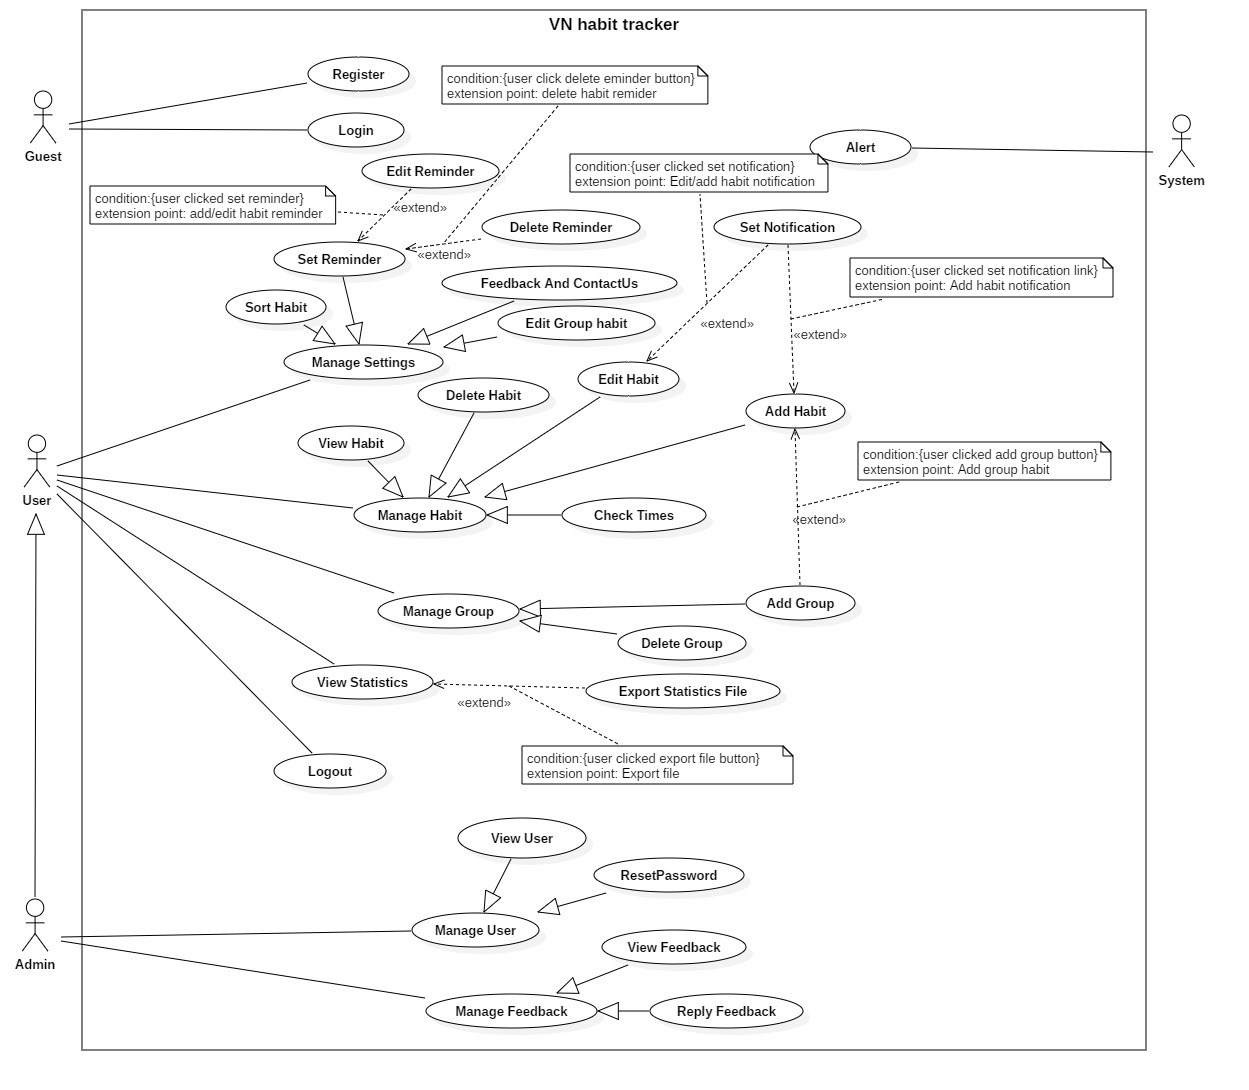 VN habit tracker
Register
condition:{user click delete eminder button}
extension point: delete habit remider
Guest
Login
Alert
System
Edit Reminder
condition:{user clicked set notification}
extension point: Edit/add habit notification
condition:{user clicked set reminder}
extension point: add/edit habit reminder
«extend»
Delete Reminder
Set Notification
Set Reminder
«extend»
condition:{user clicked set notification link}
extension point: Add habit notification
Feedback And ContactUs
Sort Habit
Edit Group habit
«extend»
«extend»
Manage Settings
Edit Habit
Delete Habit
Add Habit
View Habit
condition:{user clicked add group button}
extension point: Add group habit
User
Manage Habit
Check Times
«extend»
Manage Group
Add Group
Delete Group
View Statistics
Export Statistics File
«extend»
condition:{user clicked export file button}
extension point: Export file
Logout
View User
ResetPassword
Manage User
Admin
View Feedback
Manage Feedback
Reply Feedback